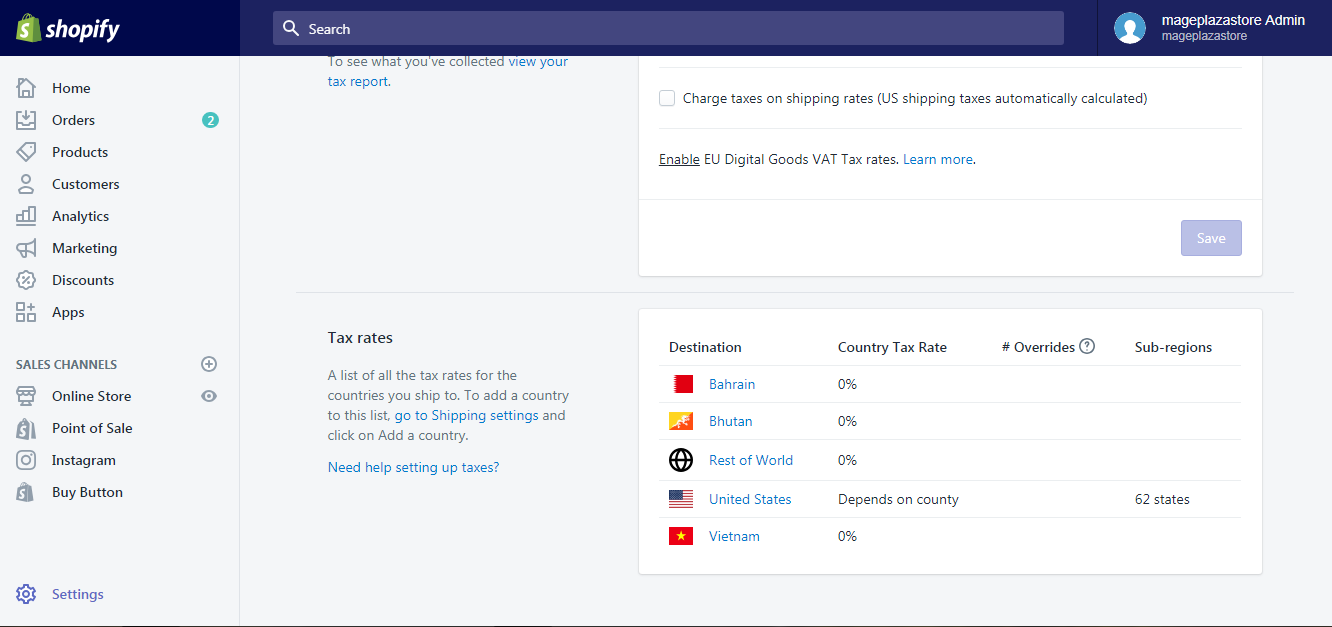 shopify
Search
mageplazastore Admin
mageplazastore
Home
Orders
2
Products
Customers
Analytics
Marketing
Discounts
Apps
SALES CHANNELS
Online Store
Point of Sale
Instagram
Buy Button
Settings
To see what you've collected view your
tax report.
Charge taxes on shipping rates (US shipping taxes automatically calculated)
Enable EU Digital Goods VAT Tax rates. Learn more.
Save
Tax rates
A list of all the tax rates for the
countries you ship to. To add a country
to this list, go to Shipping settings and
click on Add a country.
Need help setting up taxes?
Destination Country Tax Rate # Overrides ? Sub-regions
Bahrain 0%
Bhutan 0%
Rest of World 0%
United States Depends on county 62 states
Vietnam 0%